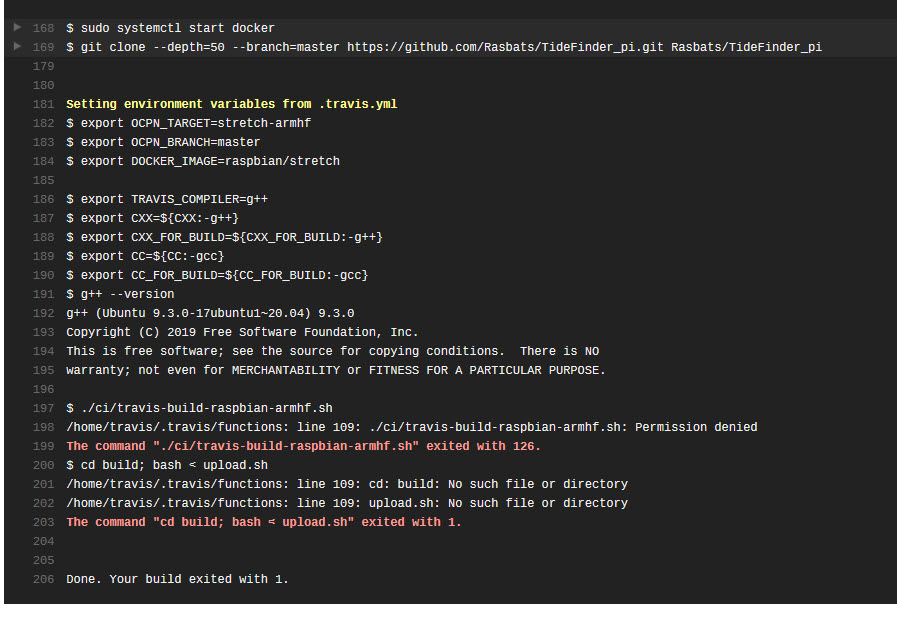 168 $ sudo systemctl start docker
169 $ git clone --depth=50 --branch=master https://github.com/Rasbats/TideFinder_pi.git Rasbats/TideFinder_pi
179
180
181 Setting environment variables from .travis.yml
182 $ export OCPN_TARGET=stretch-armhf
183 $ export OCPN_BRANCH=master
184 $ export DOCKER_IMAGE=raspbian/stretch
185
186 $ export TRAVIS_COMPILER=g++
187 $ export CXX=${CXX:-g++}
188 $ export CXX_FOR_BUILD=${CXX_FOR_BUILD:-g++}
189 $ export CC=${CC:-gcc}
190 $ export CC_FOR_BUILD=${CC_FOR_BUILD:-gcc}
191 $ g++ --version
192 g++ (Ubuntu 9.3.0-17ubuntu1~20.04) 9.3.0
193 Copyright (C) 2019 Free Software Foundation, Inc.
194 This is free software; see the source for copying conditions.  There is NO
195 warranty; not even for MERCHANTABILITY or FITNESS FOR A PARTICULAR PURPOSE.
196
197 $ ./ci/travis-build-raspbian-armhf.sh
198 /home/travis/.travis/functions: line 109: ./ci/travis-build-raspbian-armhf.sh: Permission denied
199 The command "./ci/travis-build-raspbian-armhf.sh" exited with 126.
200 $ cd build; bash < upload.sh
201 /home/travis/.travis/functions: line 109: cd: build: No such file or directory
202 /home/travis/.travis/functions: line 109: upload.sh: No such file or directory
203 The command "cd build; bash < upload.sh" exited with 1.
204
205
206 Done. Your build exited with 1.